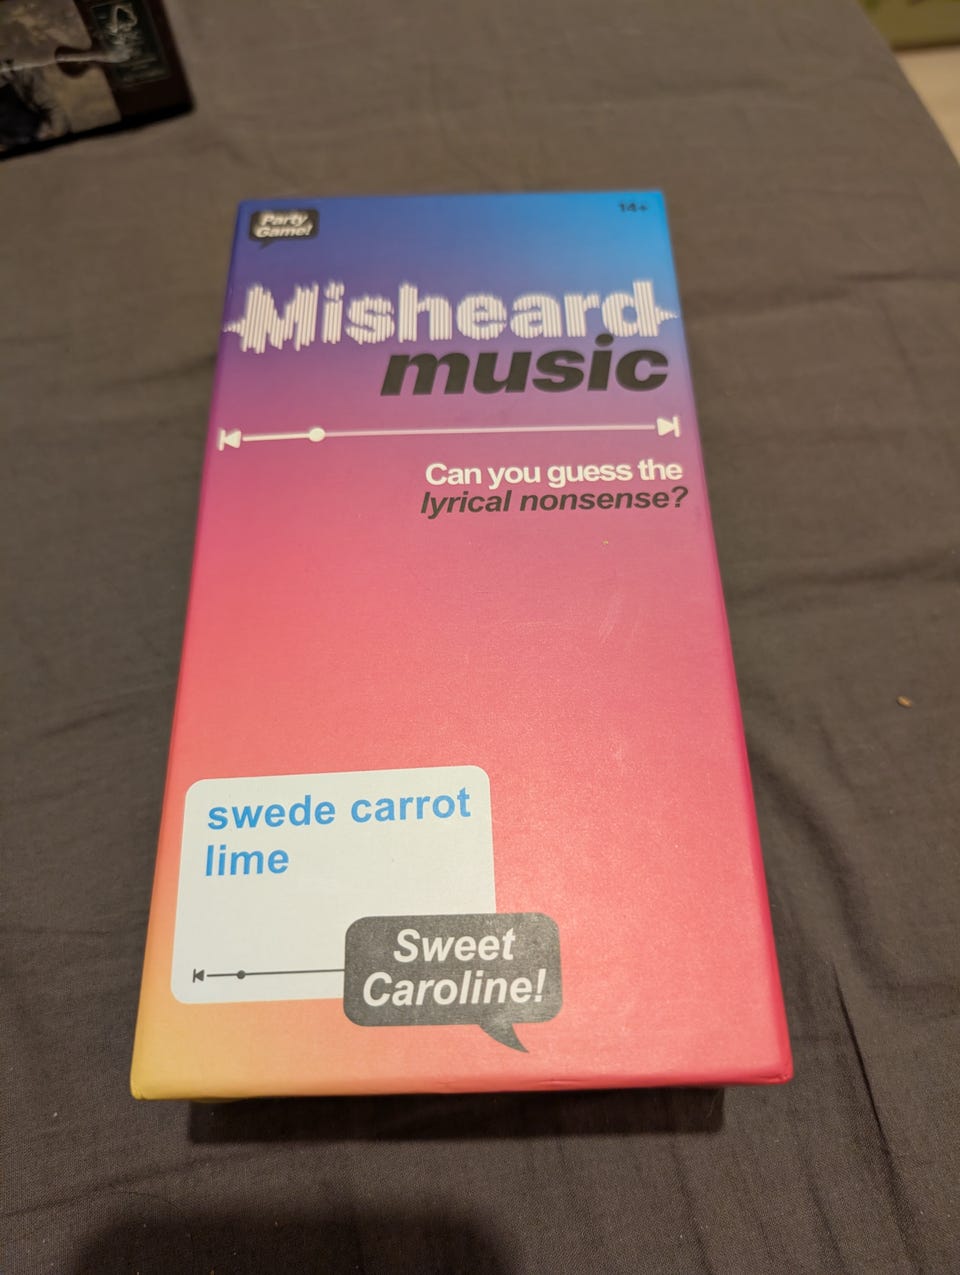 Party
Game!
14+
Misheard
music
Can you guess the
lyrical nonsense?
swede carrot
lime
Sweet
Caroline!